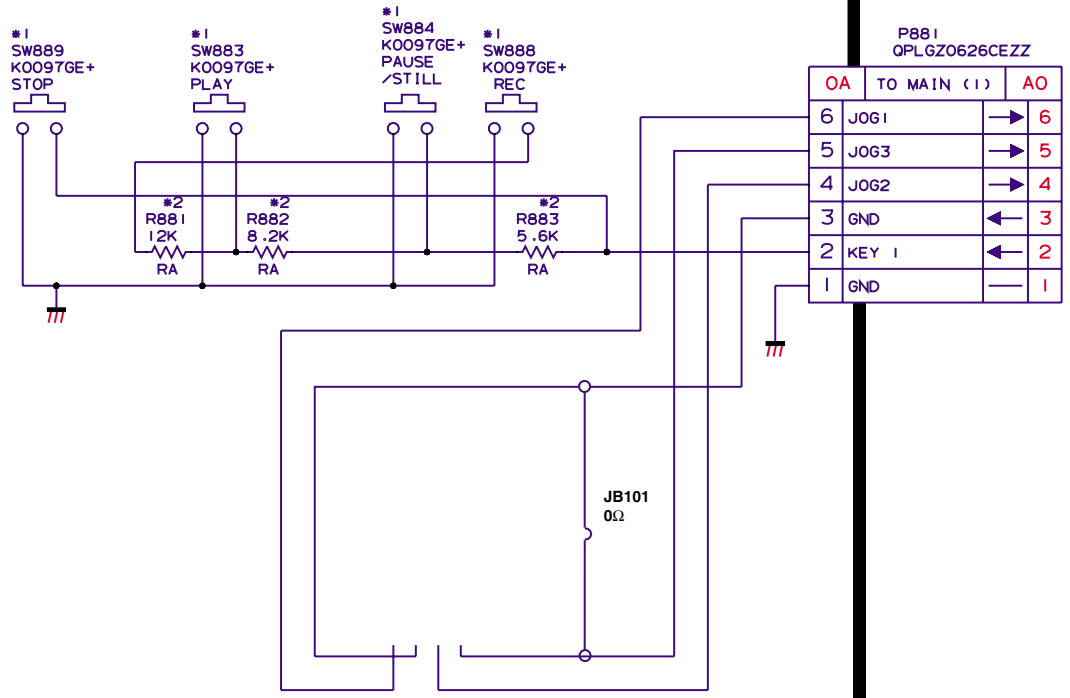 *1
SW889
K0097GE+
STOP
*1
SW883
K0097GE+
PLAY
*1
SW884
K0097GE+
PAUSE
/STILL
*1
SW888
K0097GE+
REC
P881
QPLGZ0626CEZZ
OA TO MAIN (1) AO
6 JOG1 6
5 JOG3 5
4 JOG2 4
3 GND 3
2 KEY 1 2
1 GND 1
*2
R881
12K
RA
*2
R882
8.2K
RA
*2
R883
5.6K
RA
JB101
0Ω